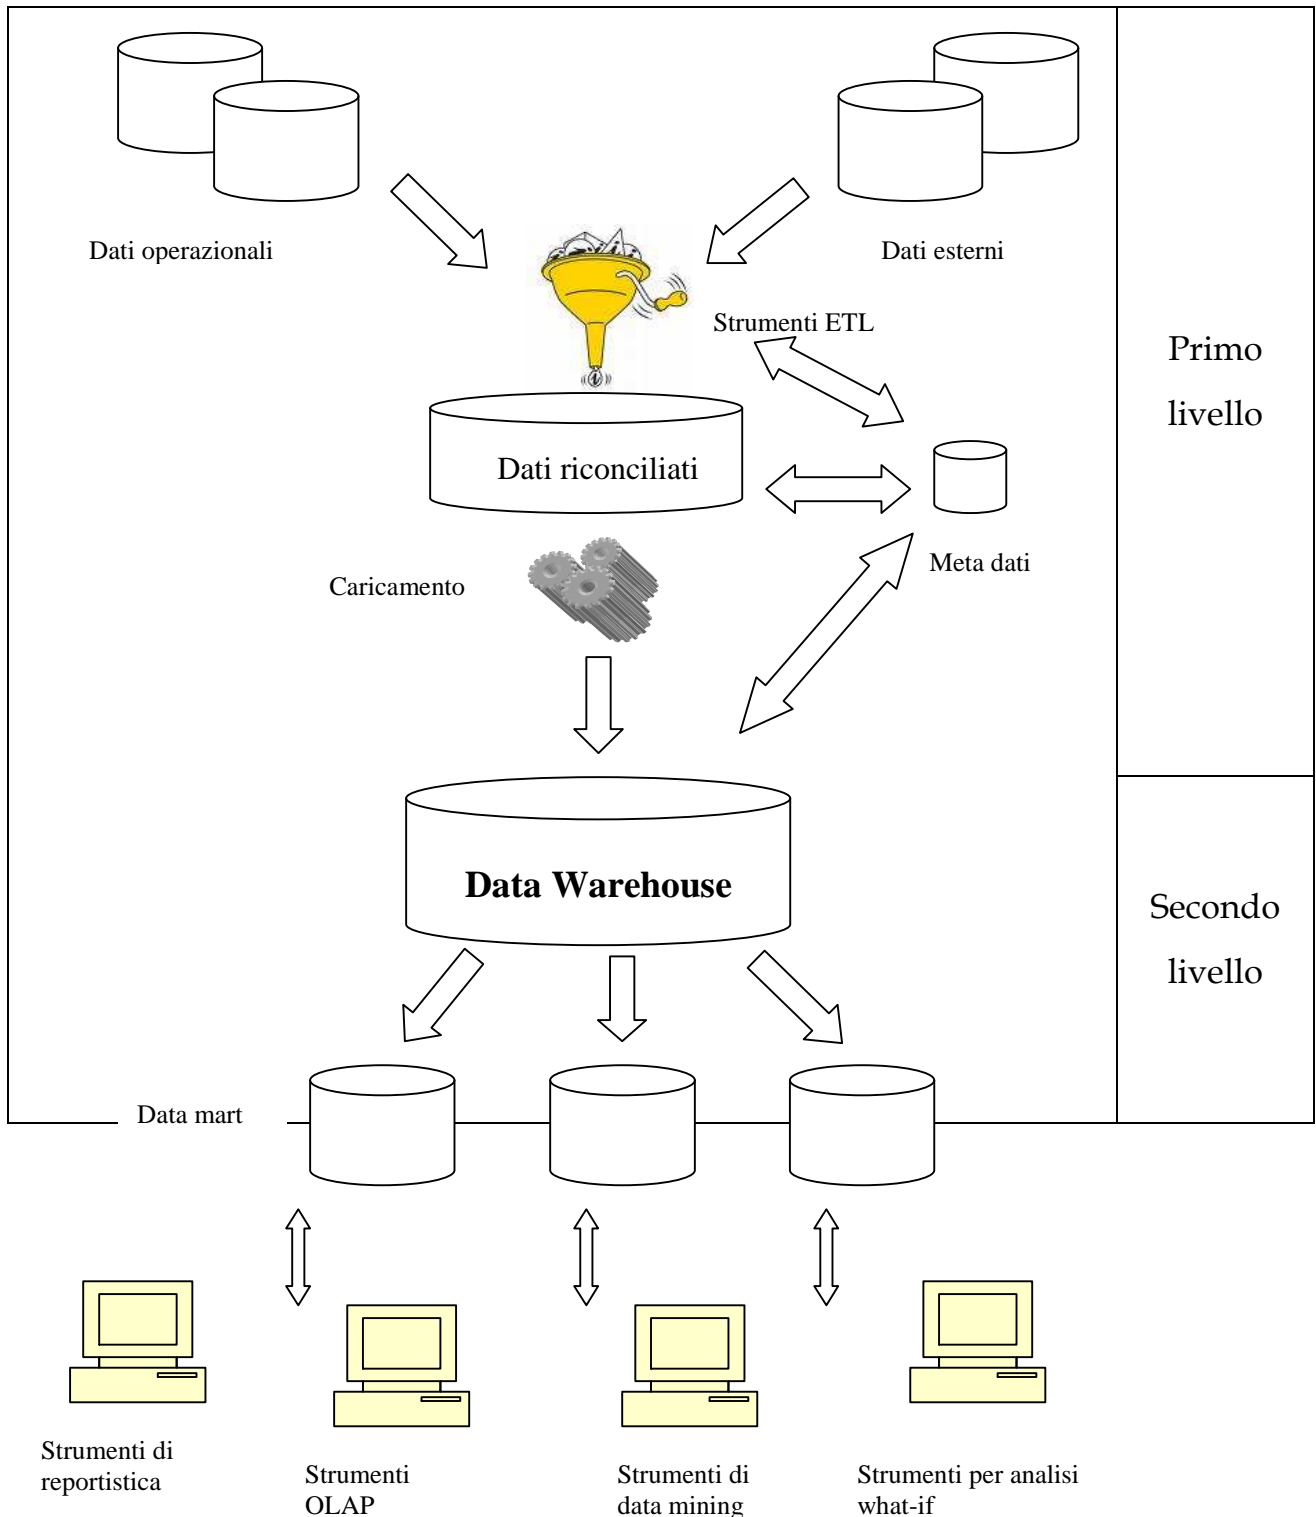 Dati operazionali
Dati esterni
Strumenti ETL
Primo
livello
Dati riconciliati
Meta dati
Caricamento
Data Warehouse
Secondo
livello
Data mart
Strumenti di
reportistica
Strumenti
OLAP
Strumenti di
data mining
Strumenti per analisi
what-if